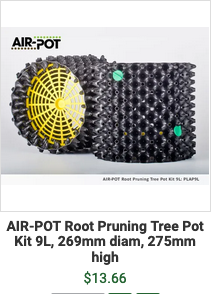 AIR-POT
AIR-POT Root Pruning Tree Pot Kit 9L: PLAP9L
AIR-POT Root Pruning Tree Pot
Kit 9L, 269mm diam, 275mm
high
$13.66